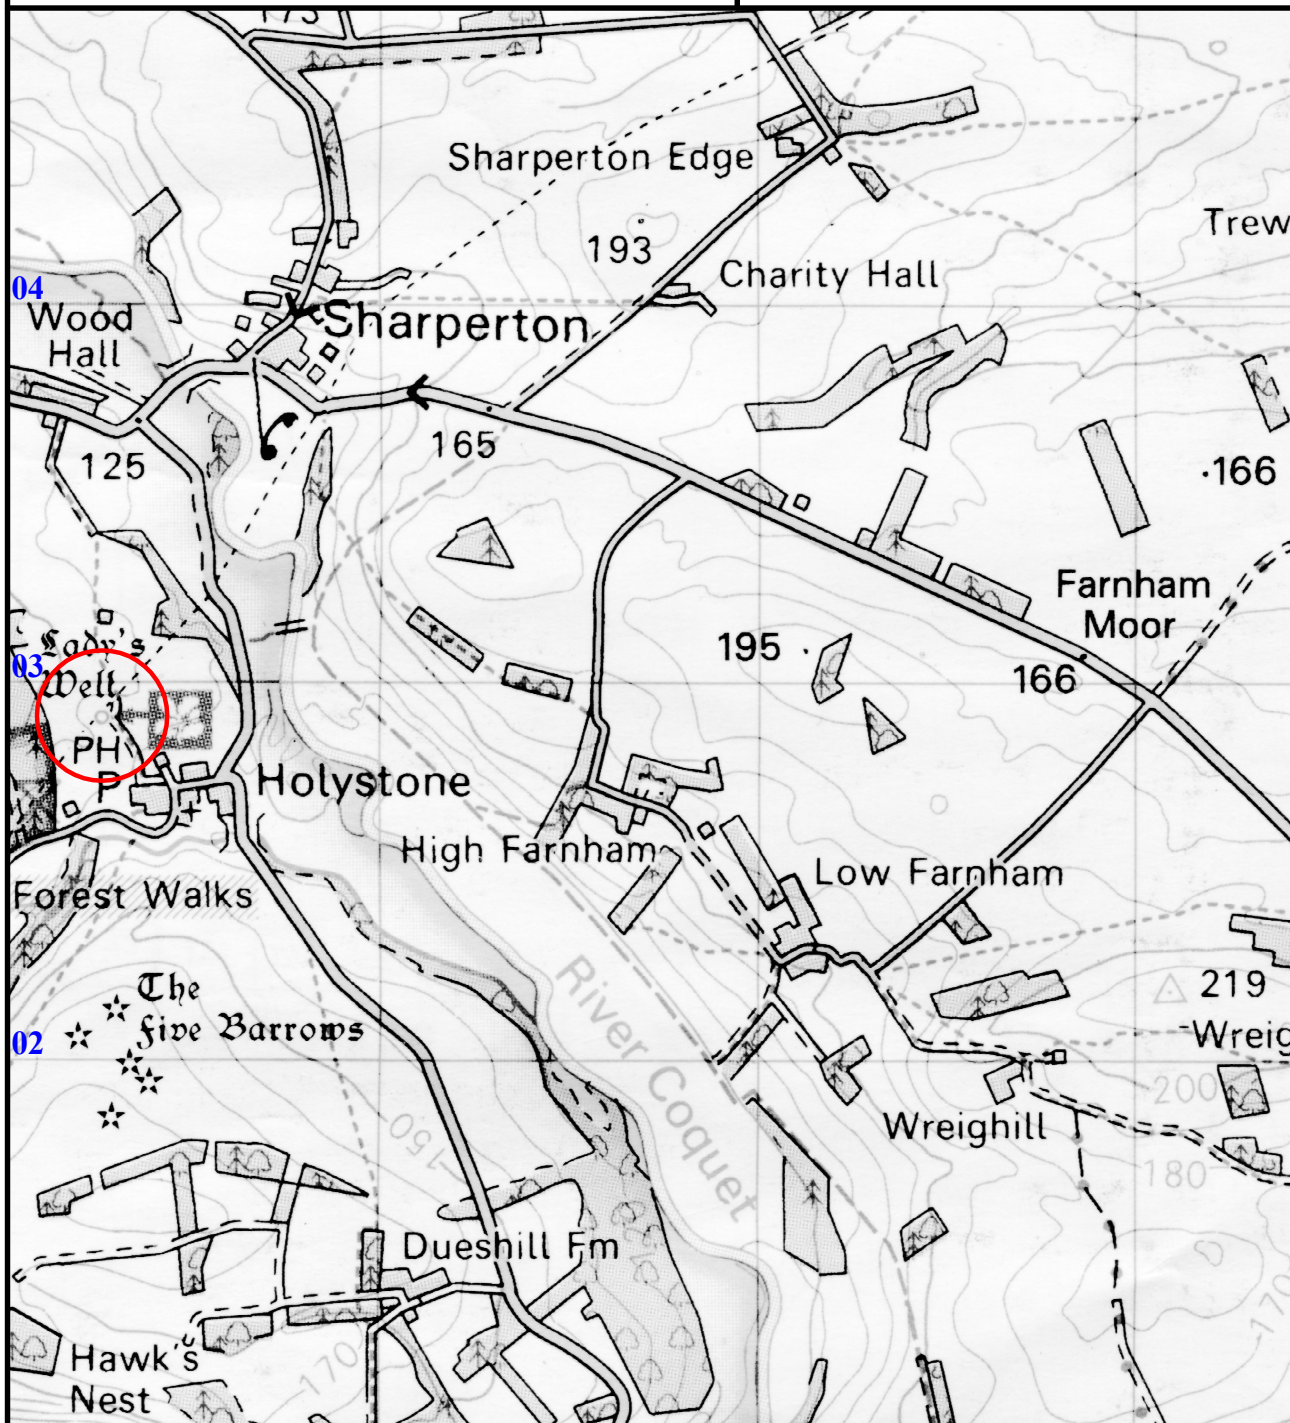 173
Sharperton Edge
Trew
193
Charity Hall
04
Wood
Hall
Sharperton
165
125
·166
Farnham
Moor
Lady's
Well
03
195
166
PH
P
Holystone
High Farnham
Low Farnham
Forest Walks
River Coquet
219
Wreig
The
Five Barrows
02
200
150
Wreighill
180
Dueshill Fm
170
170
Hawk's
Nest